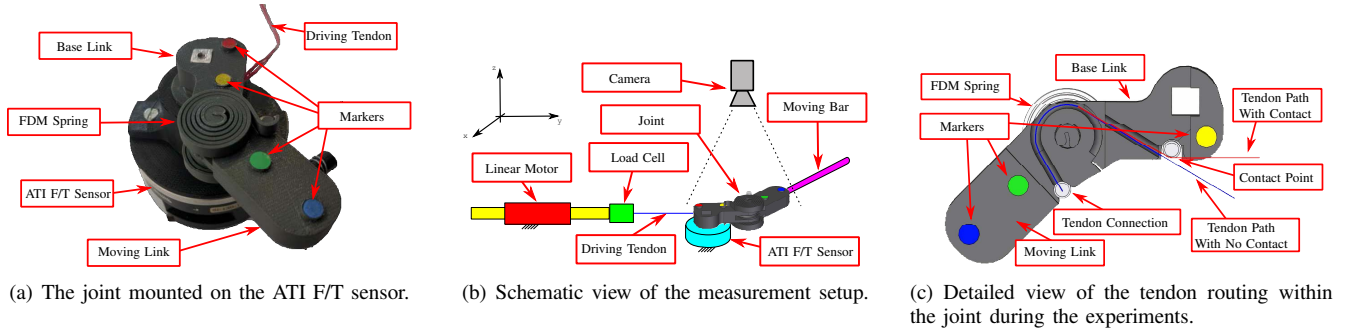 Driving Tendon
Base Link
FDM Spring
Markers
ATI F/T Sensor
Moving Link
(a) The joint mounted on the ATI F/T sensor.
z
y
x
Camera
Moving Bar
Joint
Load Cell
Linear Motor
Driving Tendon
ATI F/T Sensor
(b) Schematic view of the measurement setup.
Base Link
FDM Spring
Tendon Path
With Contact
Markers
Contact Point
Tendon Connection
Tendon Path
With No Contact
Moving Link
(c) Detailed view of the tendon routing within
the joint during the experiments.